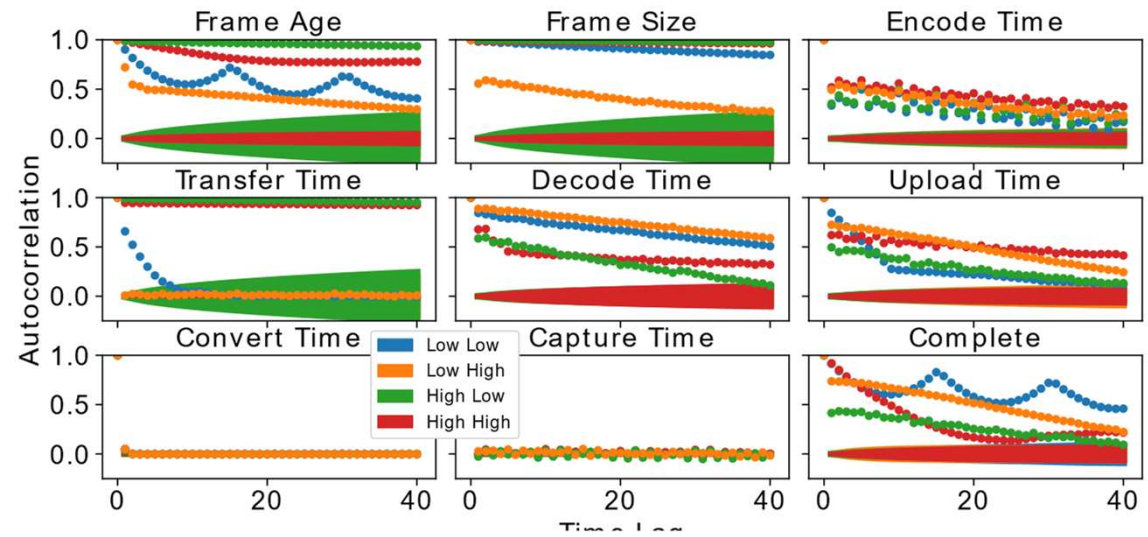 Frame Age Frame Size Encode Time
1.0
0.5
0.0
Autocorrelation
Transfer Time Decode Time Upload Time
1.0
0.5
0.0
Convert Time Capture Time Complete
1.0
0.5
0.0
Low Low
Low High
High Low
High High
0 20 40 0 20 40 0 20 40
Time Lag